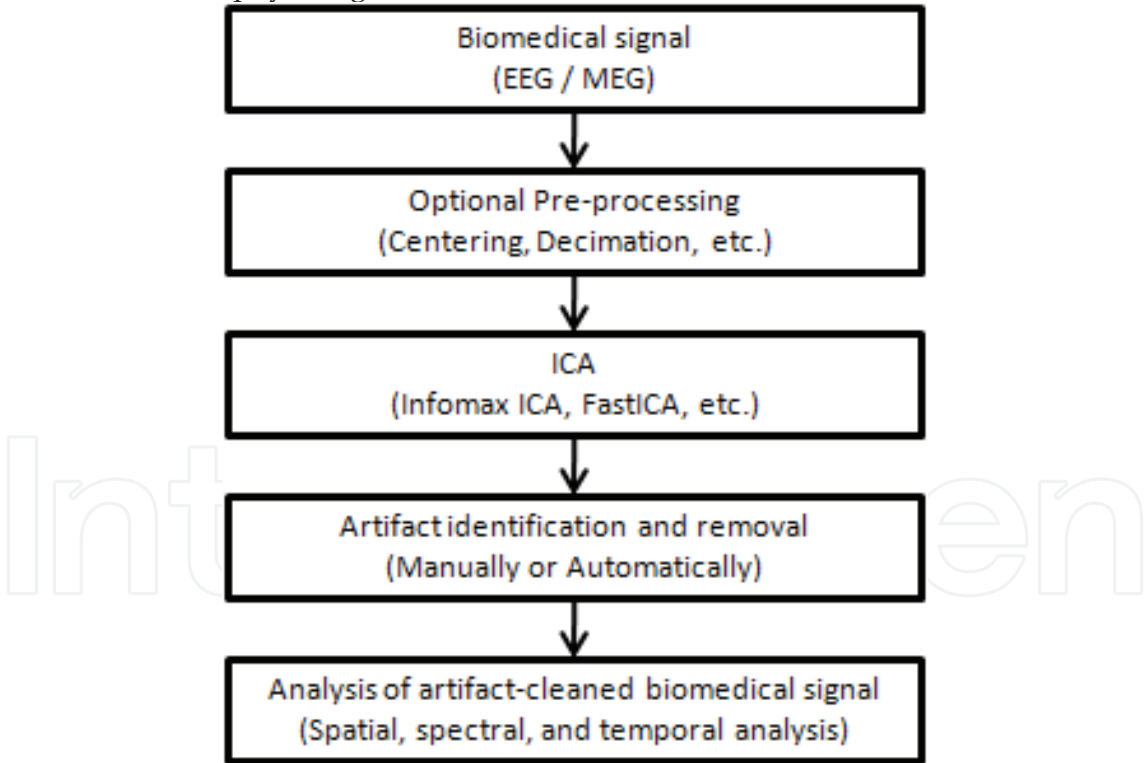 Biomedical signal
(EEG / MEG)
Optional Pre-processing
(Centering, Decimation, etc.)
ICA
(Infomax ICA, FastICA, etc.)
Artifact identification and removal
(Manually or Automatically)
Analysis of artifact-cleaned biomedical signal
(Spatial, spectral, and temporal analysis)